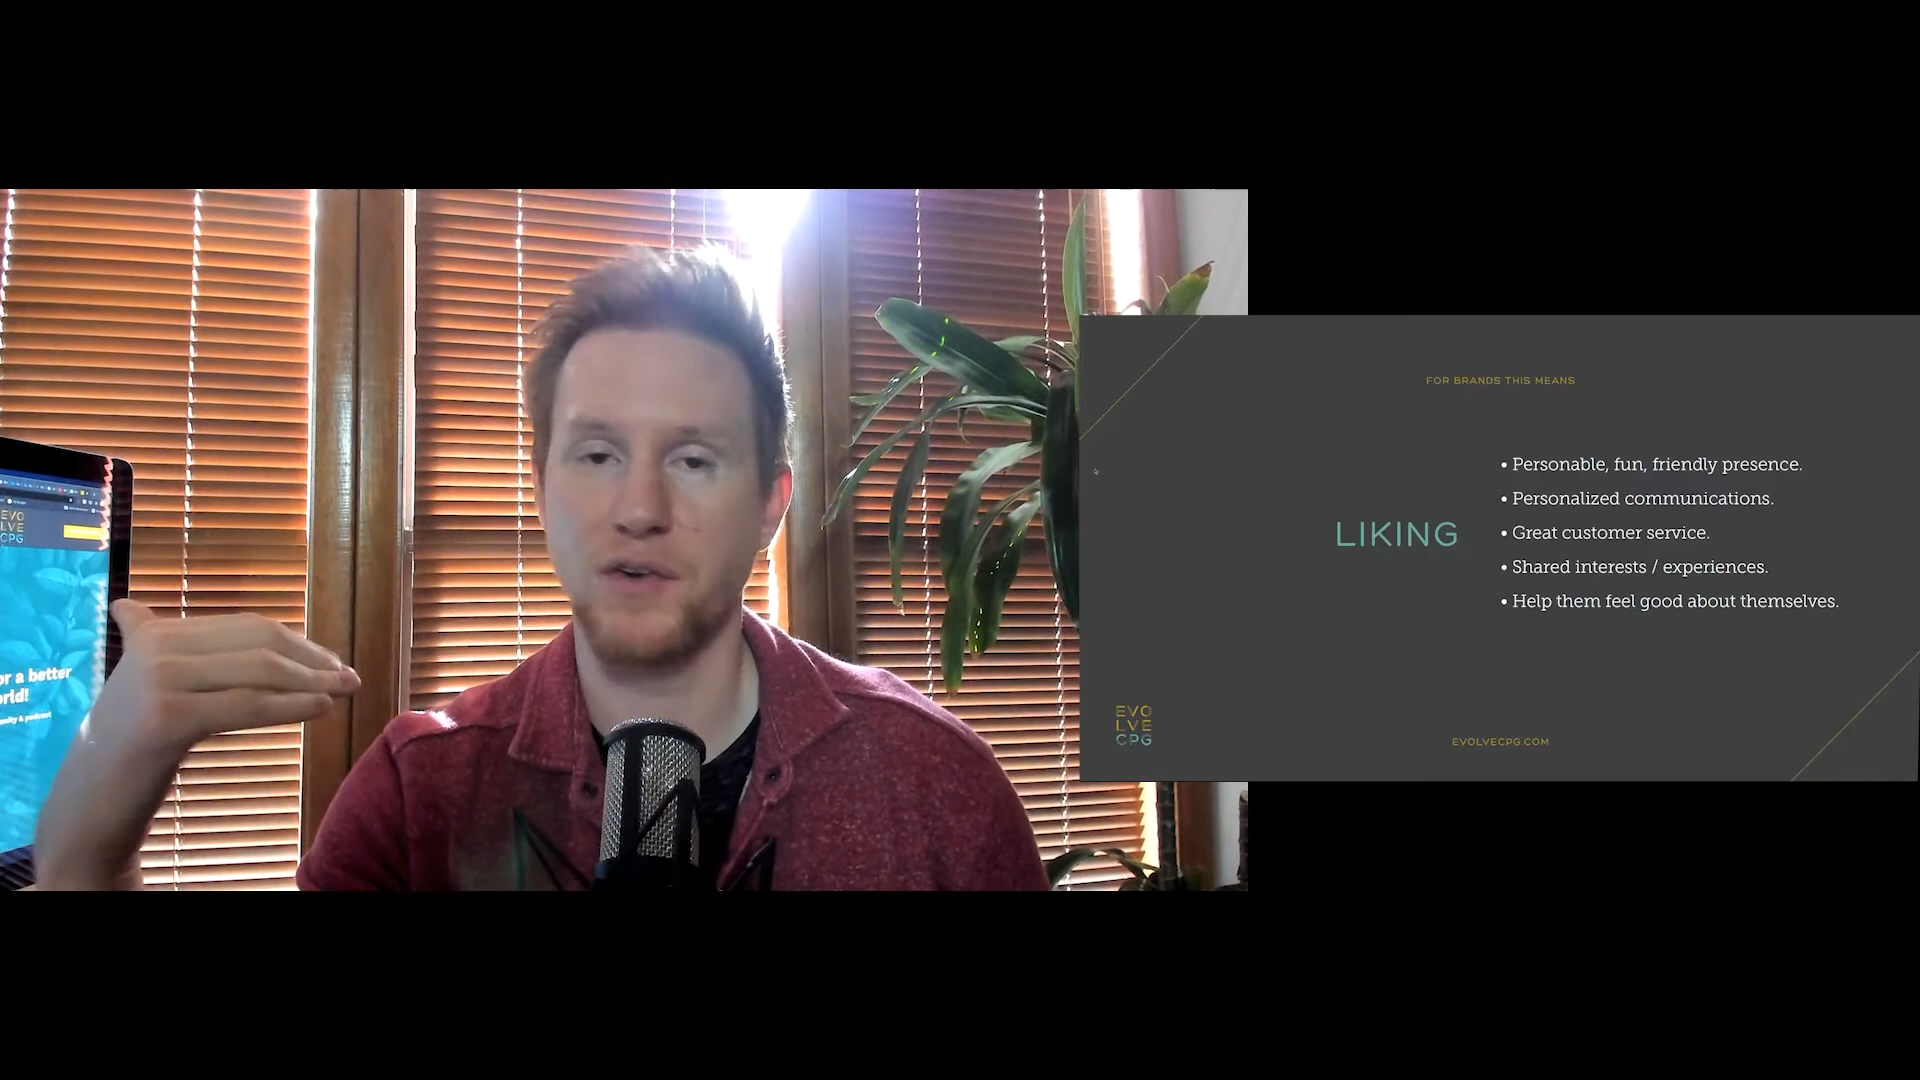 EVO
LVE
CPG
or a better
orld!
FOR BRANDS THIS MEANS
LIKING
• Personable, fun, friendly presence.
• Personalized communications.
• Great customer service.
• Shared interests / experiences.
• Help them feel good about themselves.
EVO
LVE
CPG
EVOLVECPG.COM